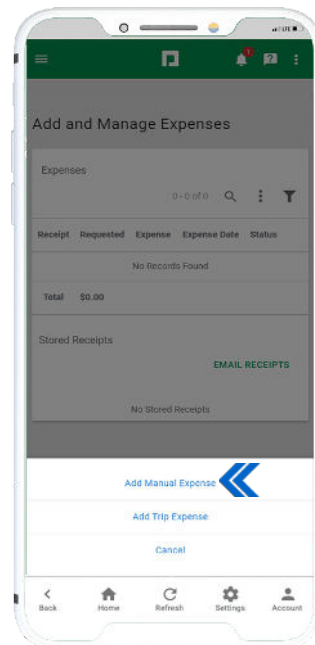 LTE
1
?
Add and Manage Expenses
Expenses
0 - 0 of 0
Receipt Requested Expense Expense Date Status
No Records Found
Total $0.00
Stored Receipts
EMAIL RECEIPTS
No Stored Receipts
Add Manual Expense
Add Trip Expense
Cancel
Back Home Refresh Settings Account